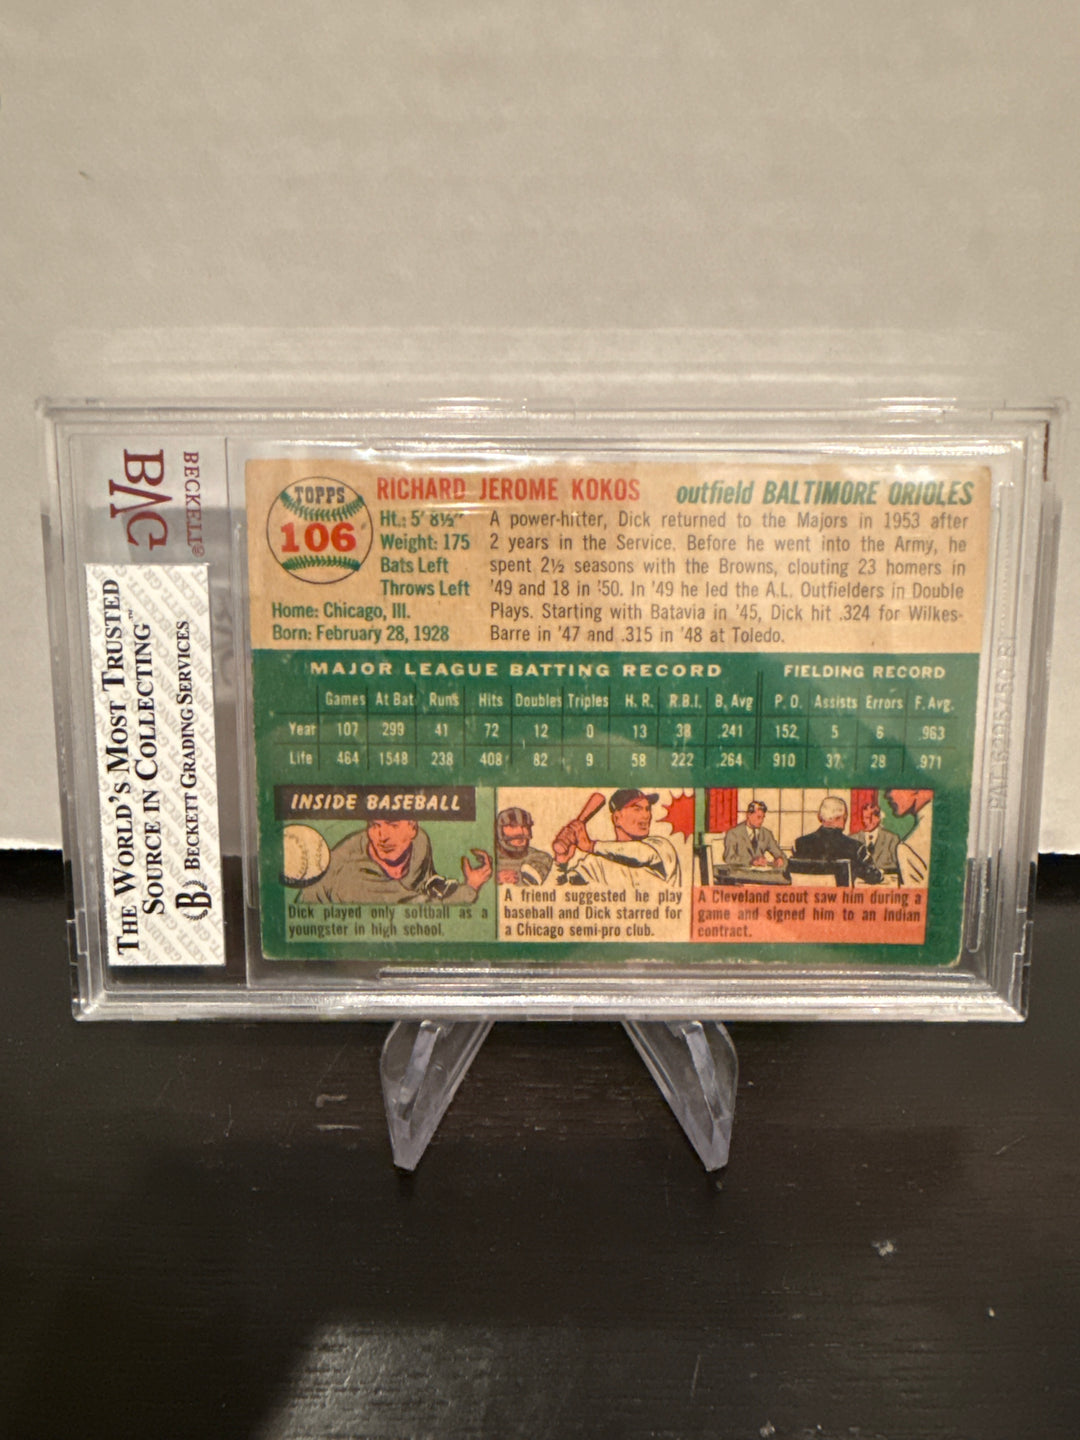 BECKETT©
BVG
THE WORLD'S MOST TRUSTED
SOURCE IN COLLECTING™
B BECKETT GRADING SERVICES
TOPPS
106
RICHARD JEROME KOKOS outfield BALTIMORE ORIOLES
Ht.: 5' 8½"
Weight: 175
Bats Left
Throws Left
Home: Chicago, Ill.
Born: February 28, 1928
A power-hitter, Dick returned to the Majors in 1953 after
2 years in the Service. Before he went into the Army, he
spent 2½ seasons with the Browns, clouting 23 homers in
'49 and 18 in '50. In '49 he led the A.L. Outfielders in Double
Plays. Starting with Batavia in '45, Dick hit .324 for Wilkes-
Barre in '47 and .315 in '48 at Toledo.
MAJOR LEAGUE BATTING RECORD FIELDING RECORD
Games At Bat Runs Hits Doubles Triples H. R. R.B.I. B. Avg P. O. Assists Errors F. Avg.
Year 107 299 41 72 12 0 13 38 .241 152 5 6 .963
Life 464 1548 238 408 82 9 58 222 .264 910 37 28 .971
INSIDE BASEBALL
Dick played only softball as a
youngster in high school.
A friend suggested he play
baseball and Dick starred for
a Chicago semi-pro club.
A Cleveland scout saw him during a
game and signed him to an Indian
contract.